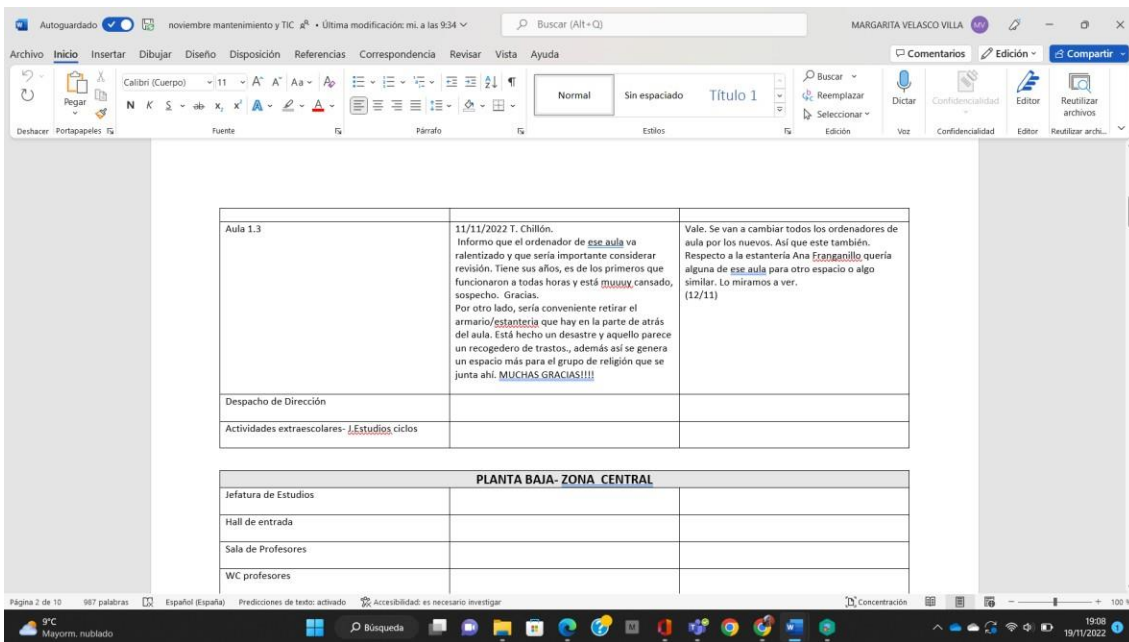 Autoguardado
noviembre mantenimiento y TIC • Última modificación: mi. a las 9:34
Buscar (Alt+Q)
MARGARITA VELASCO VILLA
MV
Archivo Inicio Insertar Dibujar Diseño Disposición Referencias Correspondencia Revisar Vista Ayuda
Comentarios Edición Compartir
Pegar
Calibri (Cuerpo) 11
N K S ab x, x²
Normal
Sin espaciado
Título 1
Buscar
Reemplazar
Seleccionar
Dictar
Confidencialidad
Editor
Reutilizar
archivos
Deshacer Portapapeles Fuente Párrafo Estilos Edición Voz Confidencialidad Editor Reutilizar archi...
Aula 1.3
11/11/2022 T. Chillón.
Informo que el ordenador de ese aula va
ralentizado y que sería importante considerar
revisión. Tiene sus años, es de los primeros que
funcionaron a todas horas y está muuuy cansado,
sospecho. Gracias.
Por otro lado, sería conveniente retirar el
armario/estanteria que hay en la parte de atrás
del aula. Está hecho un desastre y aquello parece
un recogedero de trastos., además así se genera
un espacio más para el grupo de religión que se
junta ahí. MUCHAS GRACIAS!!!!
Vale. Se van a cambiar todos los ordenadores de
aula por los nuevos. Así que este también.
Respecto a la estantería Ana Franganillo quería
alguna de ese aula para otro espacio o algo
similar. Lo miramos a ver.
(12/11)
Despacho de Dirección
Actividades extraescolares- J.Estudios ciclos
PLANTA BAJA- ZONA CENTRAL
Jefatura de Estudios
Hall de entrada
Sala de Profesores
WC profesores
Página 2 de 10 987 palabras Español (España) Predicciones de texto: activado Accesibilidad: es necesario investigar
Concentración
100 %
9°C
Mayorm. nublado
Búsqueda
19:08
19/11/2022